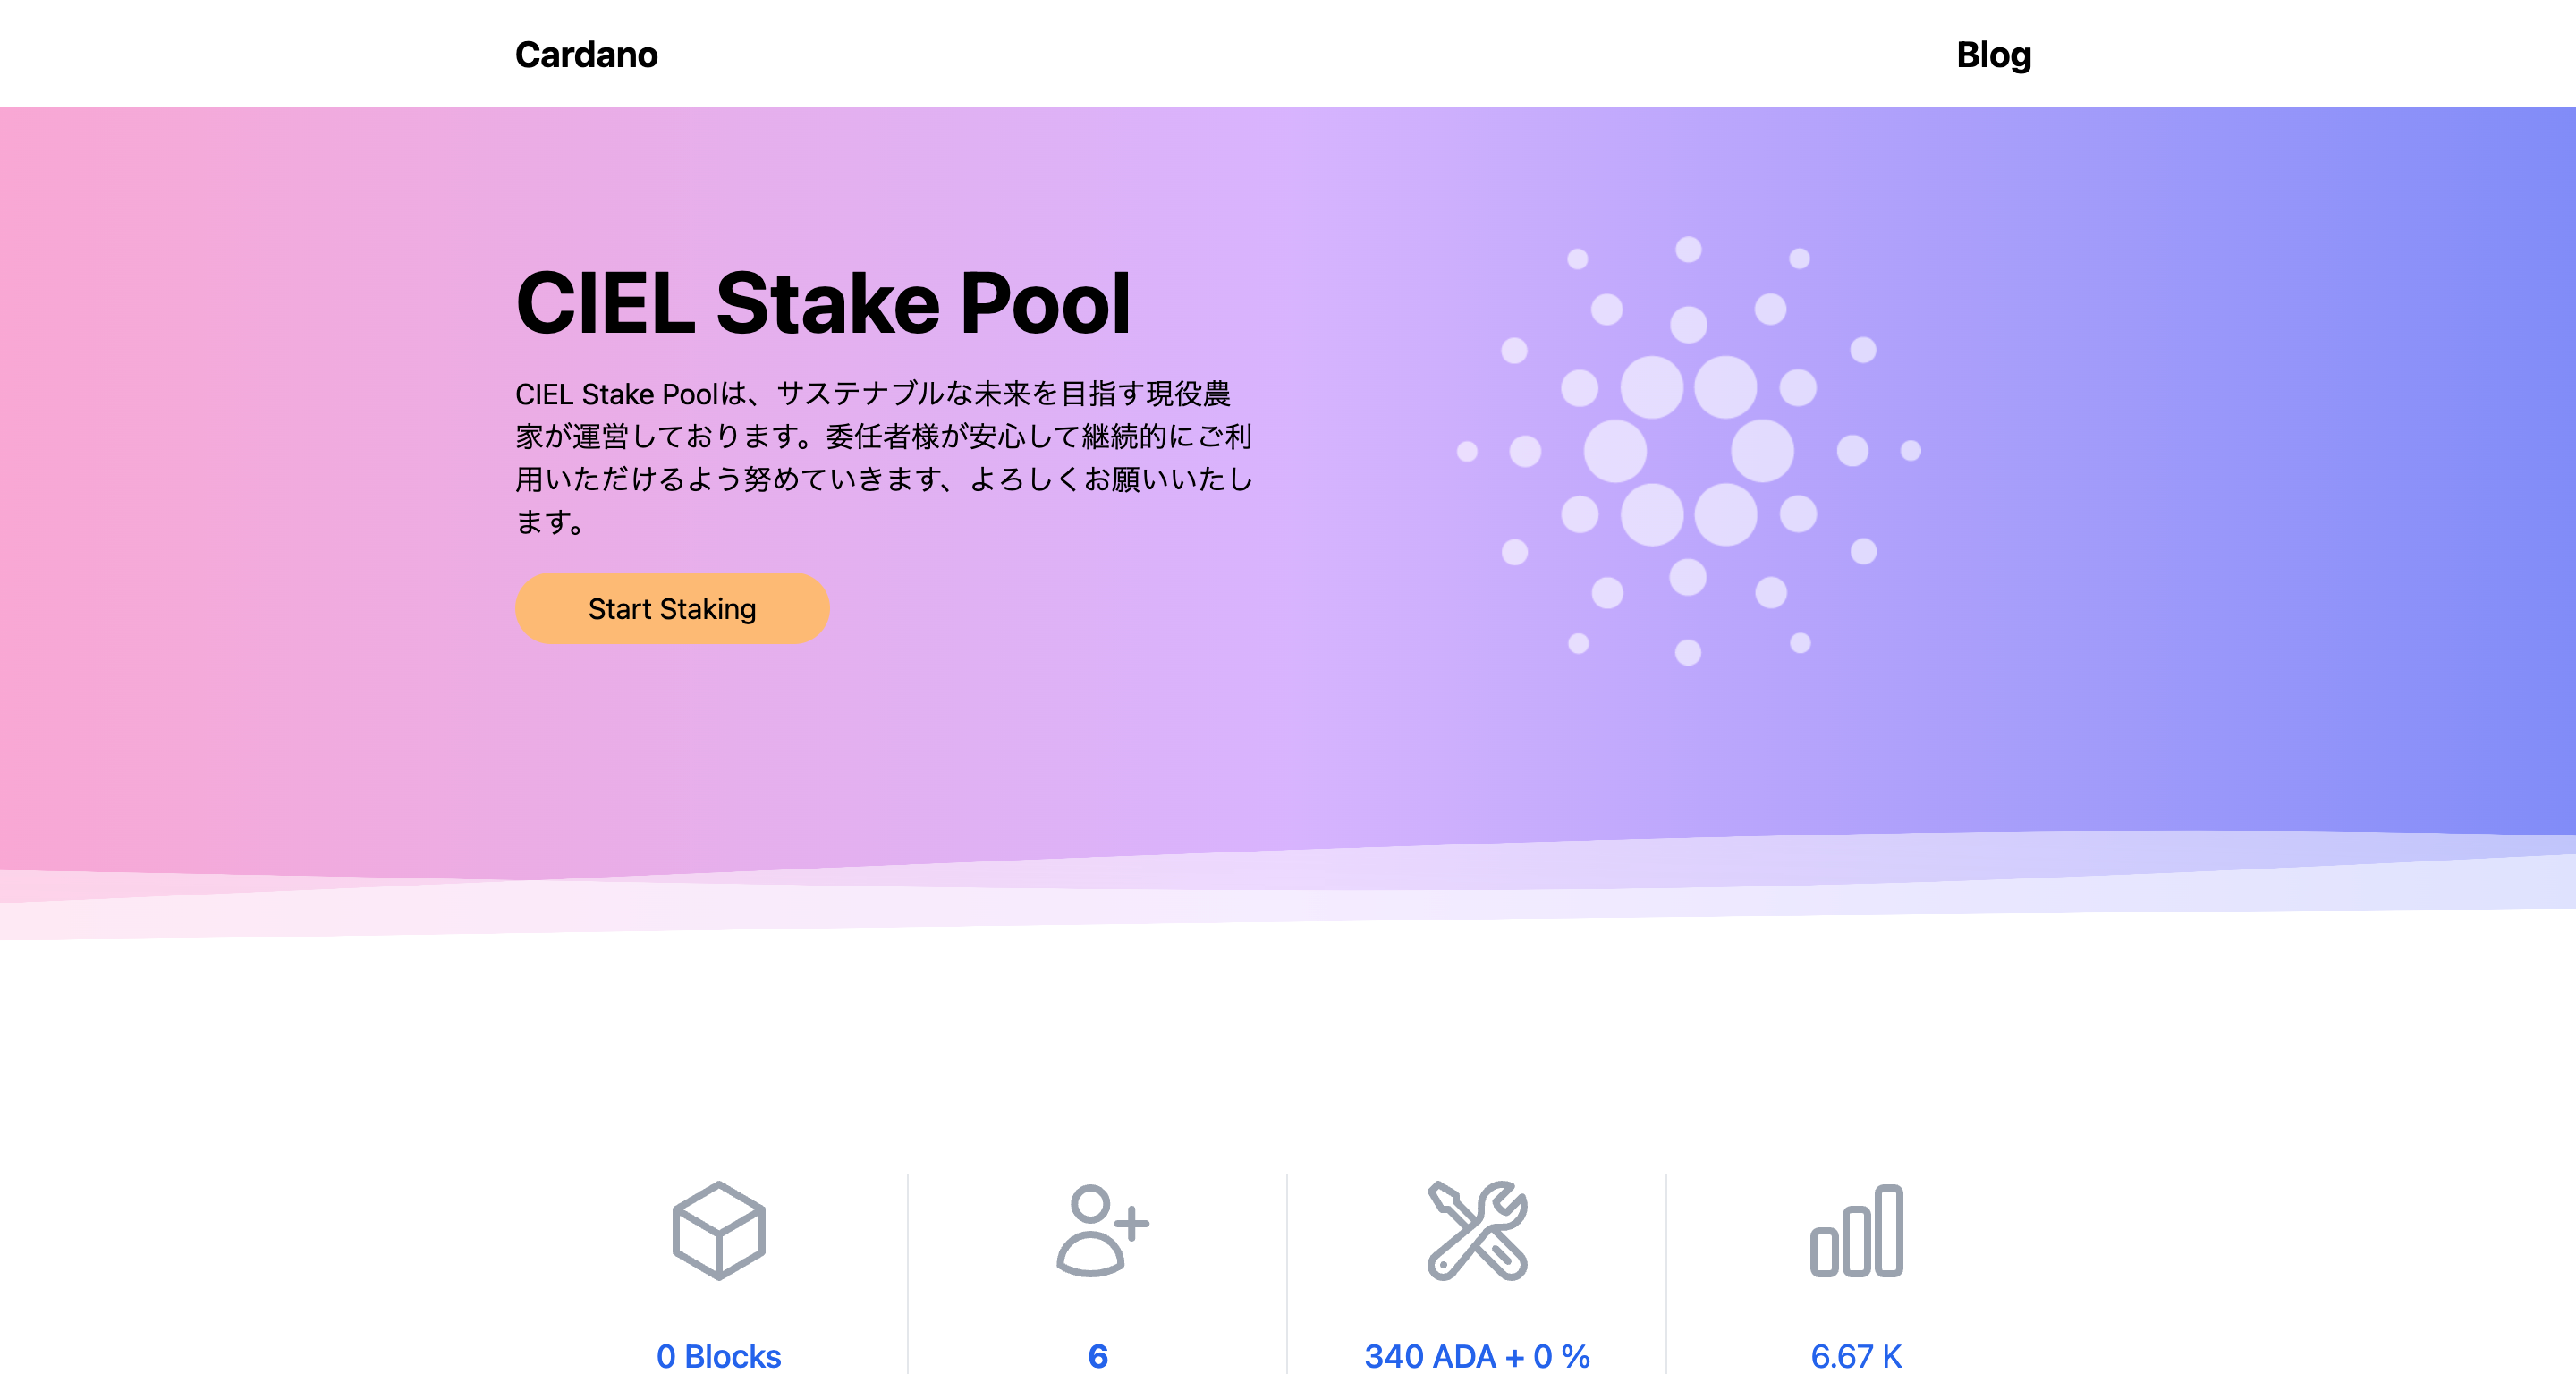 Cardano
Blog
CIEL Stake Pool
CIEL Stake Poolは、サステナブルな未来を目指す現役農
家が運営しております。委任者様が安心して継続的にご利
用いただけるよう努めていきます、よろしくお願いいたし
ます。
Start Staking
0 Blocks
6
340 ADA + 0 %
6.67 K